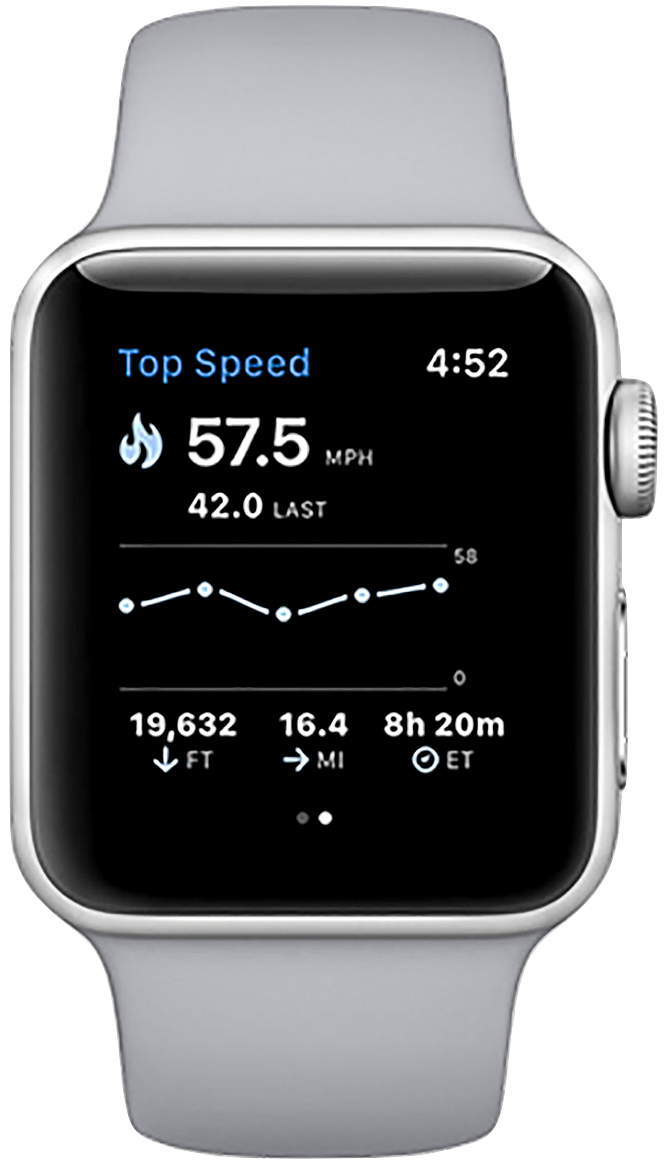 Top Speed 4:52
57.5 MPH
42.0 LAST
58
0
19,632 16.4 8h 20m
FT MI ET